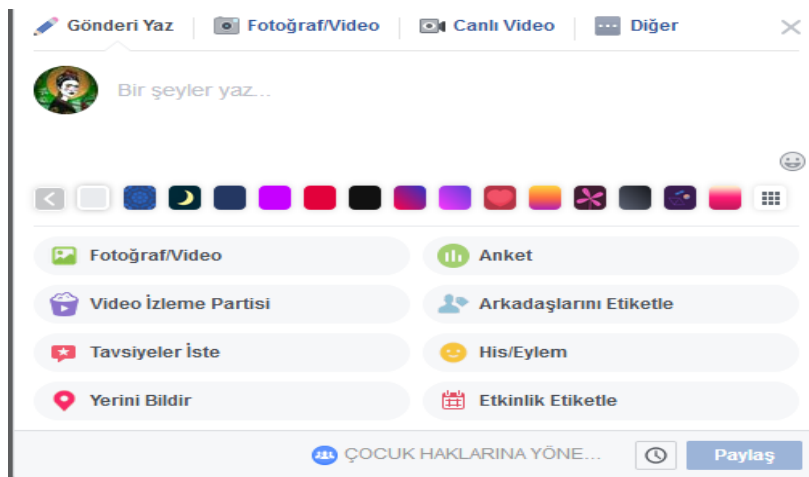 Gönderi Yaz Fotoğraf/Video Canlı Video Diğer
Bir şeyler yaz...
Fotoğraf/Video Anket
Video İzleme Partisi Arkadaşlarını Etiketle
Tavsiyeler İste His/Eylem
Yerini Bildir Etkinlik Etiketle
ÇOCUK HAKLARINA YÖNE... Paylaş